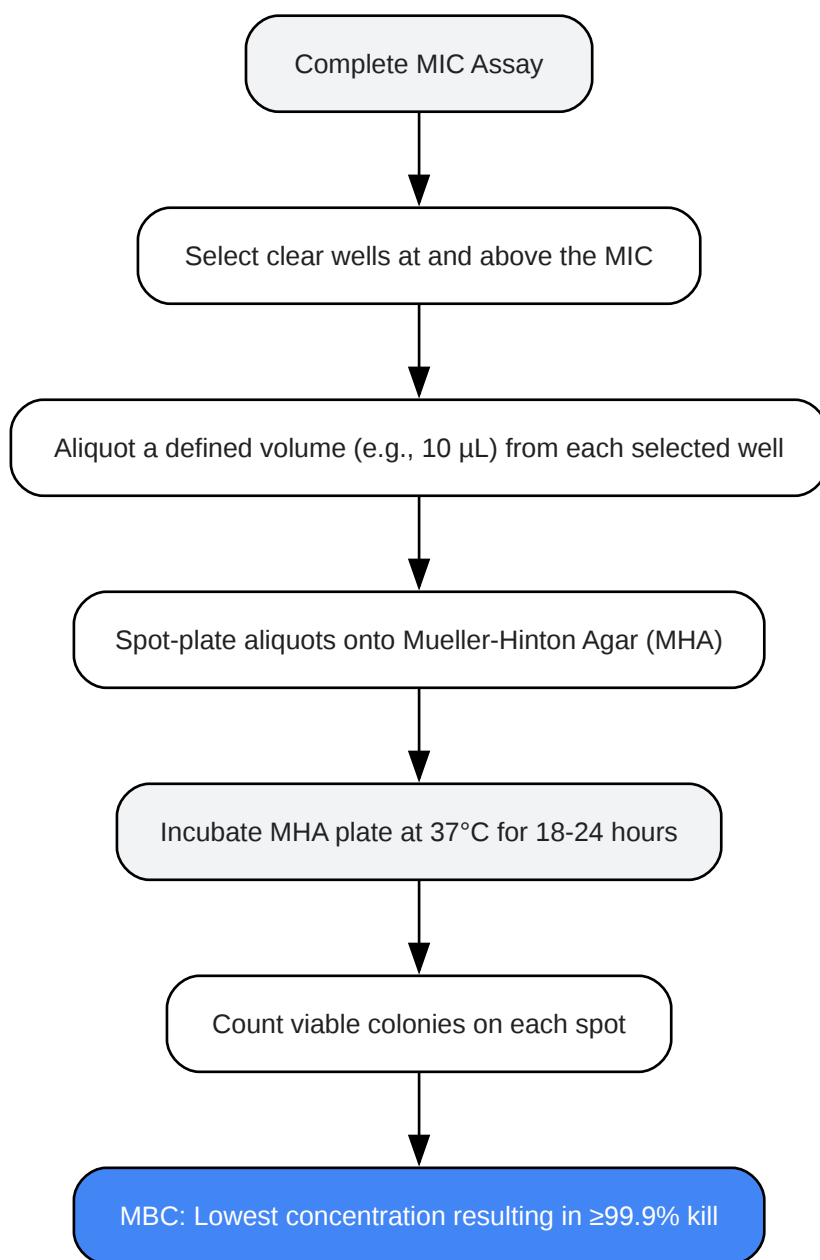 Complete MIC Assay
Select clear wells at and above the MIC
Aliquot a defined volume (e.g., 10 µL) from each selected well
Spot-plate aliquots onto Mueller-Hinton Agar (MHA)
Incubate MHA plate at 37°C for 18-24 hours
Count viable colonies on each spot
MBC: Lowest concentration resulting in ≥99.9% kill